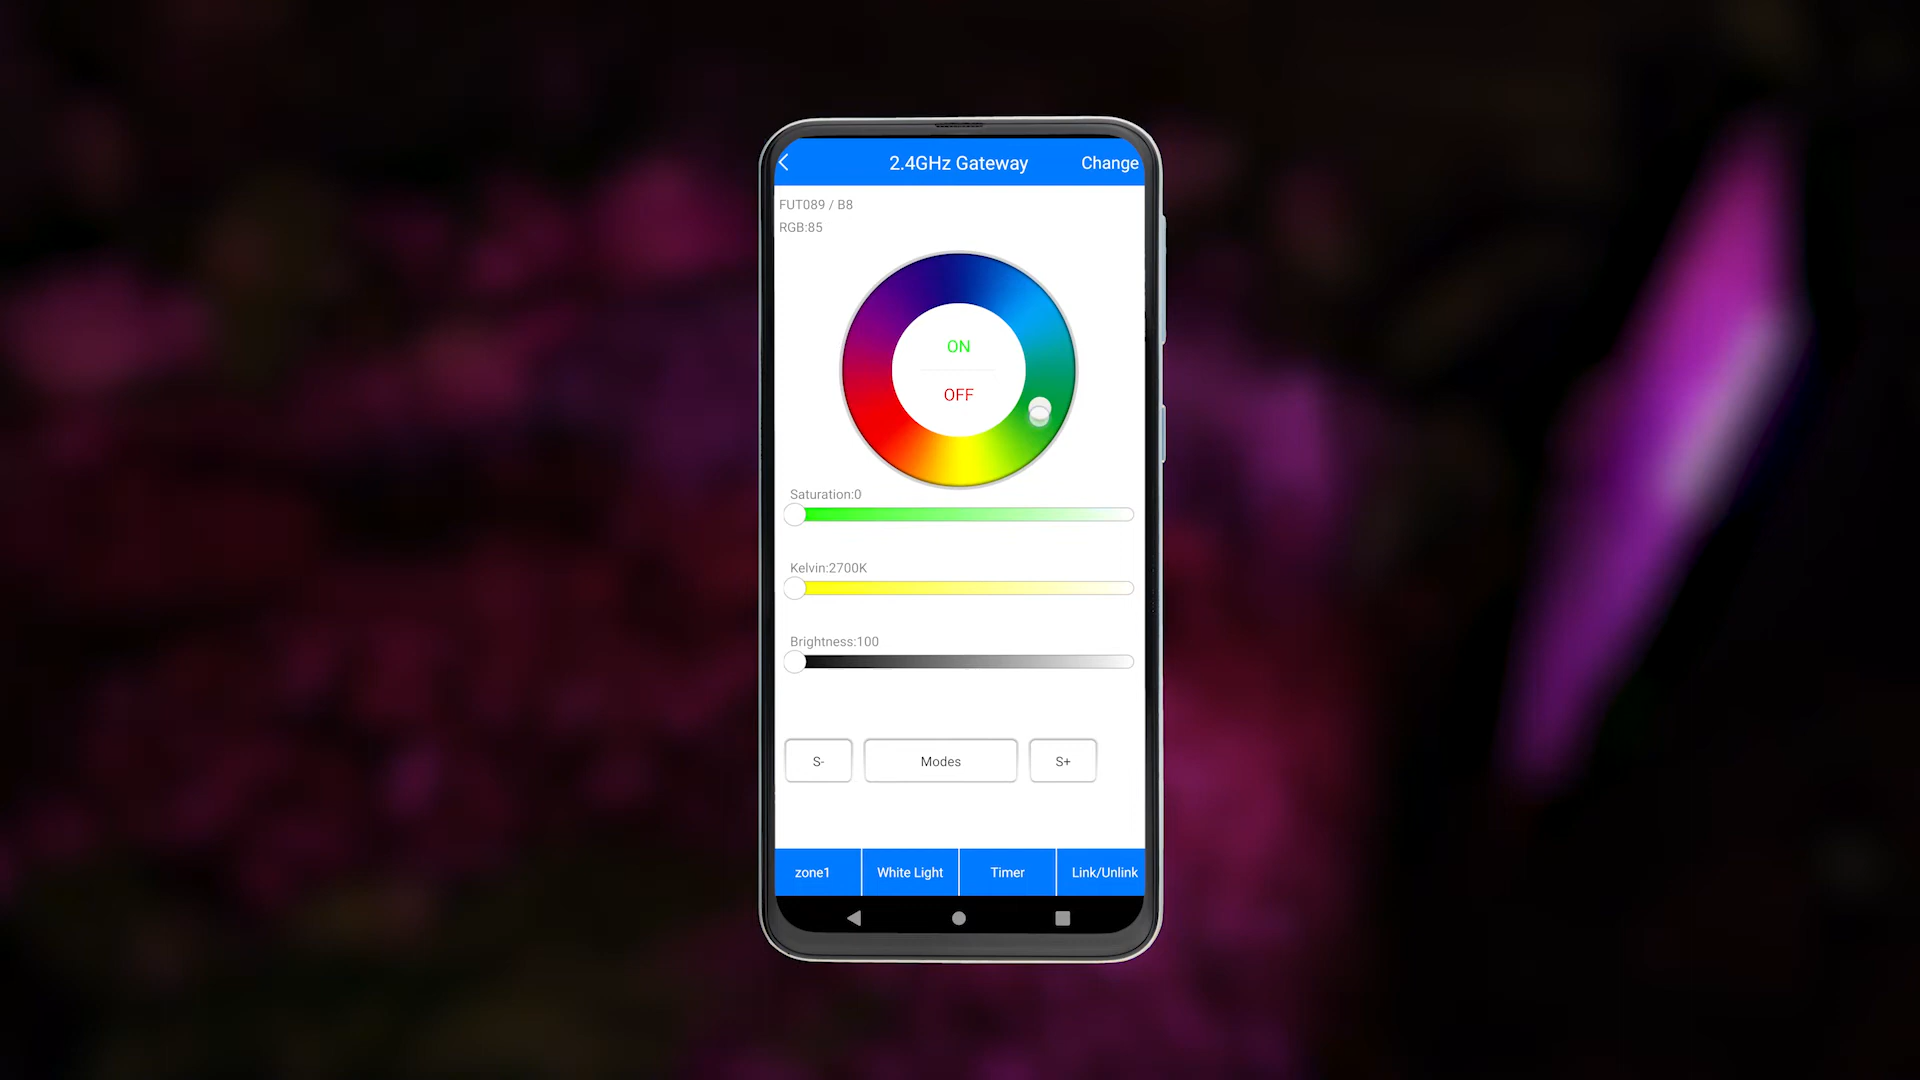 2.4GHz Gateway
Change
FUT089 / B8
RGB:85
ON
OFF
Saturation:0
Kelvin:2700K
Brightness:100
S-
Modes
S+
zone1
White Light
Timer
Link/Unlink